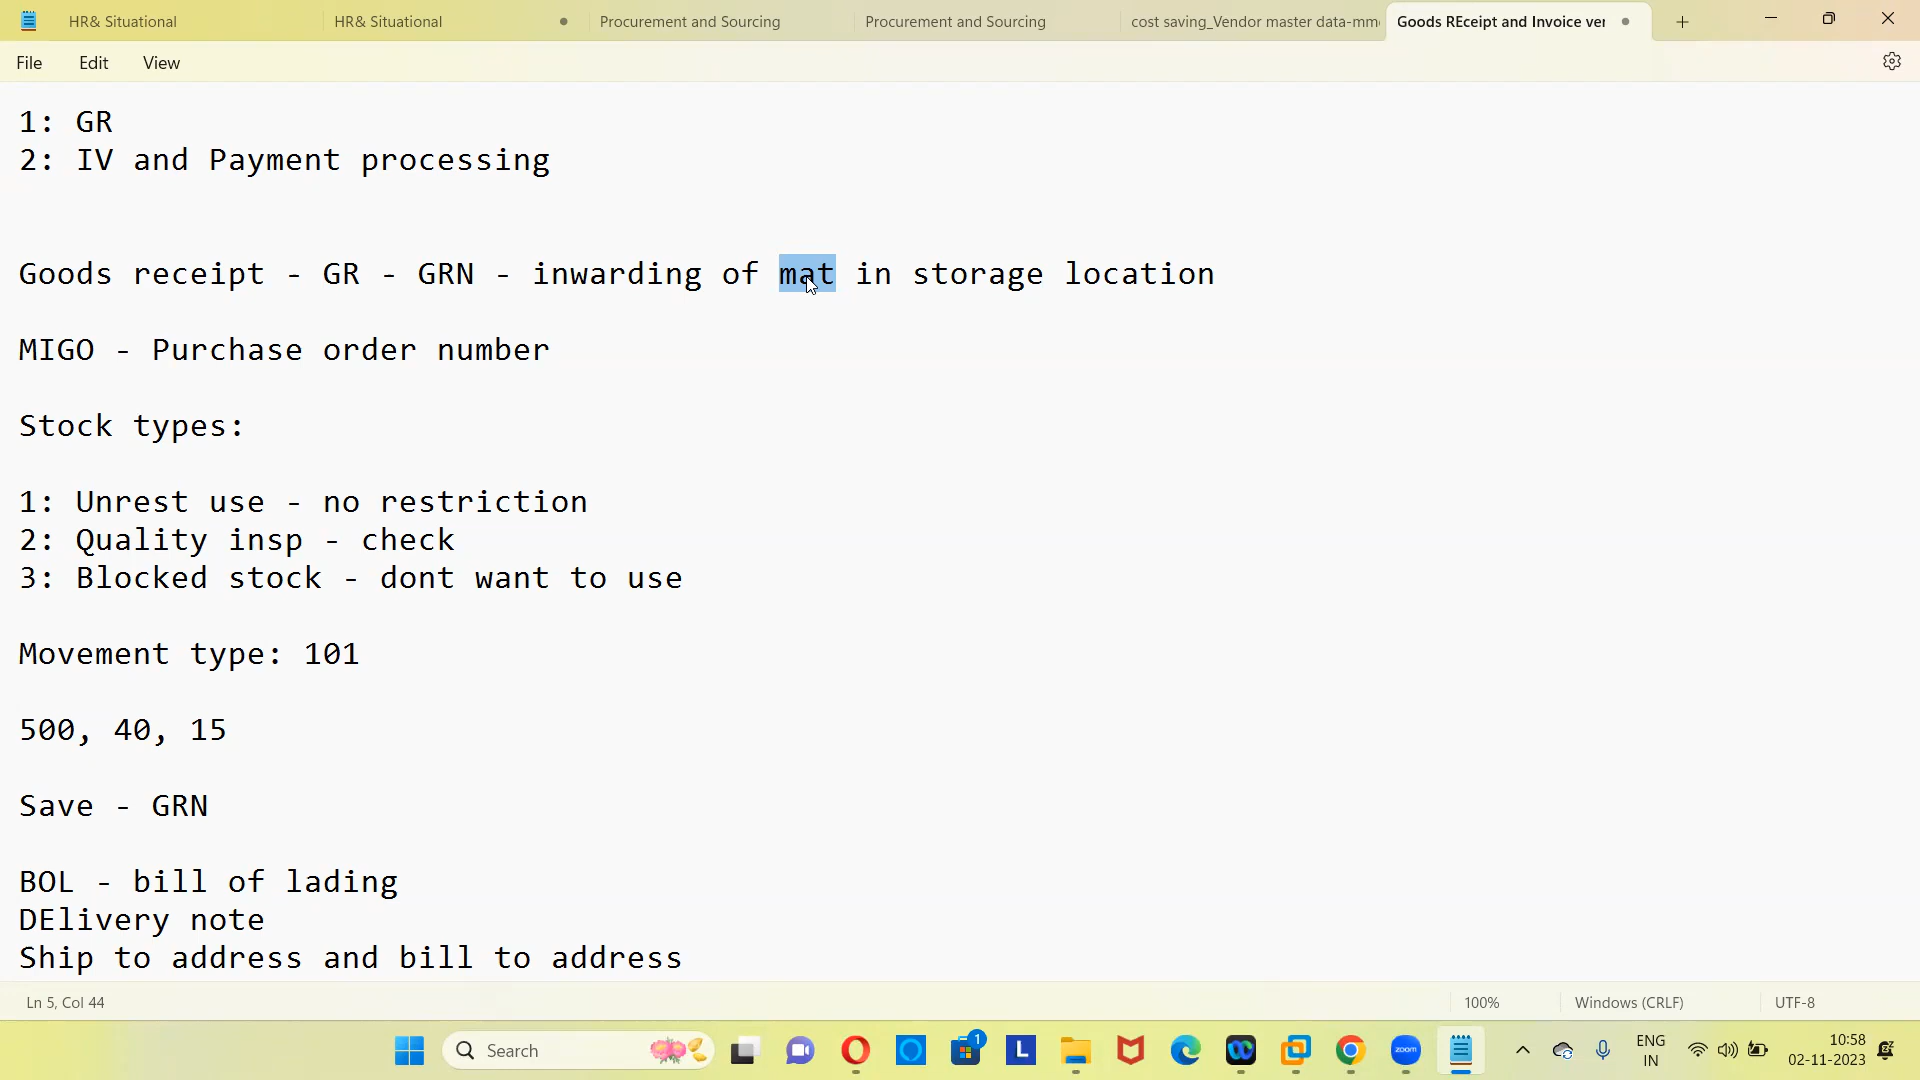 HR& Situational
HR& Situational
Procurement and Sourcing
Procurement and Sourcing
cost saving_Vendor master data-mm
Goods REceipt and Invoice ver
File Edit View
1: GR
2: IV and Payment processing
Goods receipt - GR - GRN - inwarding of mat in storage location
MIGO - Purchase order number
Stock types:
1: Unrest use - no restriction
2: Quality insp - check
3: Blocked stock - dont want to use
Movement type: 101
500, 40, 15
Save - GRN
BOL - bill of lading
DElivery note
Ship to address and bill to address
Ln 5, Col 44
100%
Windows (CRLF)
UTF-8
Search
1
L
zoom
ENG
IN
10:58
02-11-2023